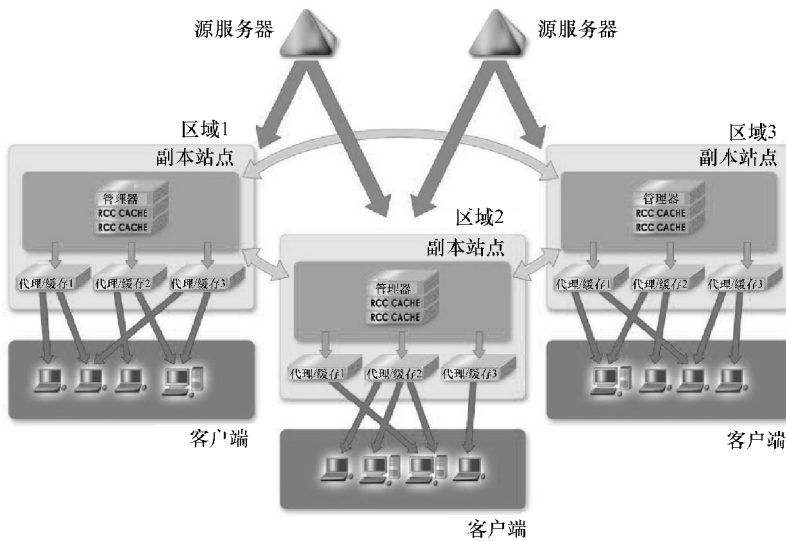 源服务器
源服务器
区域1
副本站点
管理器
RCC CACHE
RCC CACHE
代理/缓存1
代理/缓存2
代理/缓存3
客户端
区域2
副本站点
管理器
RCC CACHE
RCC CACHE
代理/缓存1
代理/缓存2
代理/缓存3
客户端
区域3
副本站点
管理器
RCC CACHE
RCC CACHE
代理/缓存1
代理/缓存2
代理/缓存3
客户端